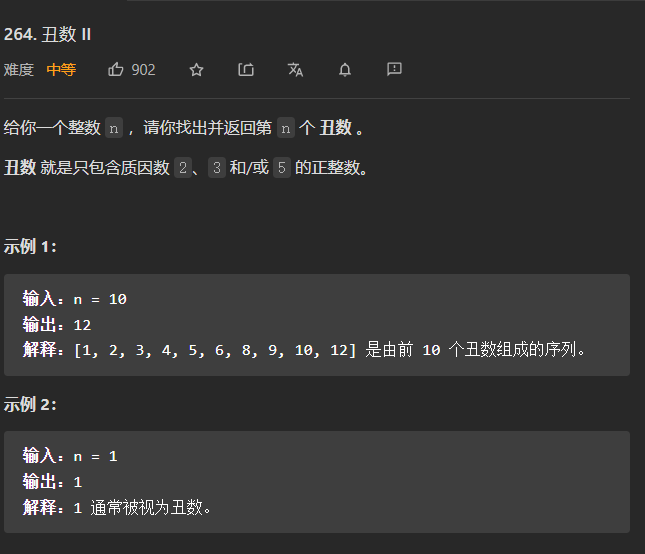 264. 丑数 II
难度 中等 902
给你一个整数 n ，请你找出并返回第 n 个 丑数 。
丑数 就是只包含质因数 2、3 和/或 5 的正整数。
示例 1：
输入：n = 10
输出：12
解释：[1, 2, 3, 4, 5, 6, 8, 9, 10, 12] 是由前 10 个丑数组成的序列。
示例 2：
输入：n = 1
输出：1
解释：1 通常被视为丑数。